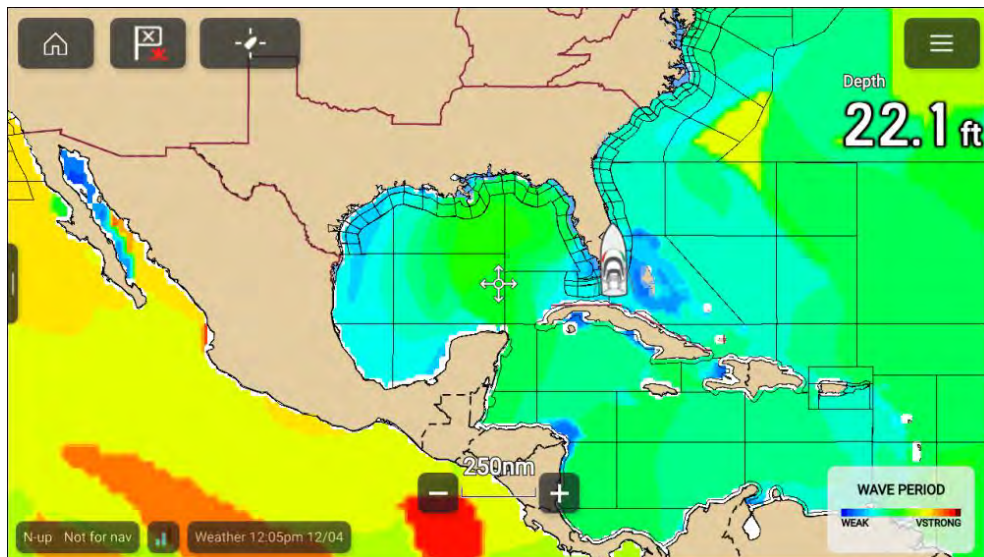 Depth
22.1 ft
250nm
WAVE PERIOD
WEAK VSTRONG
N-up Not for nav
Weather 12:05pm 12/04